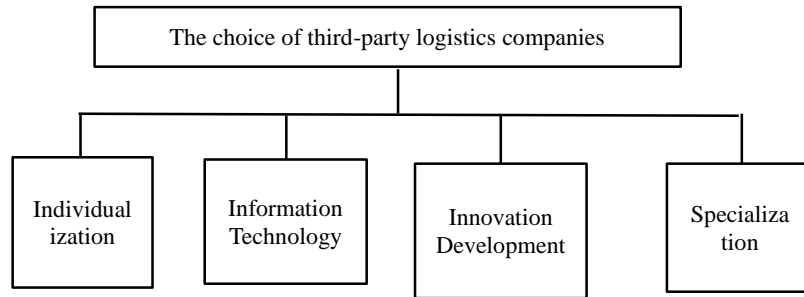 The choice of third-party logistics companies
Individual
ization
Information
Technology
Innovation
Development
Specializa
tion